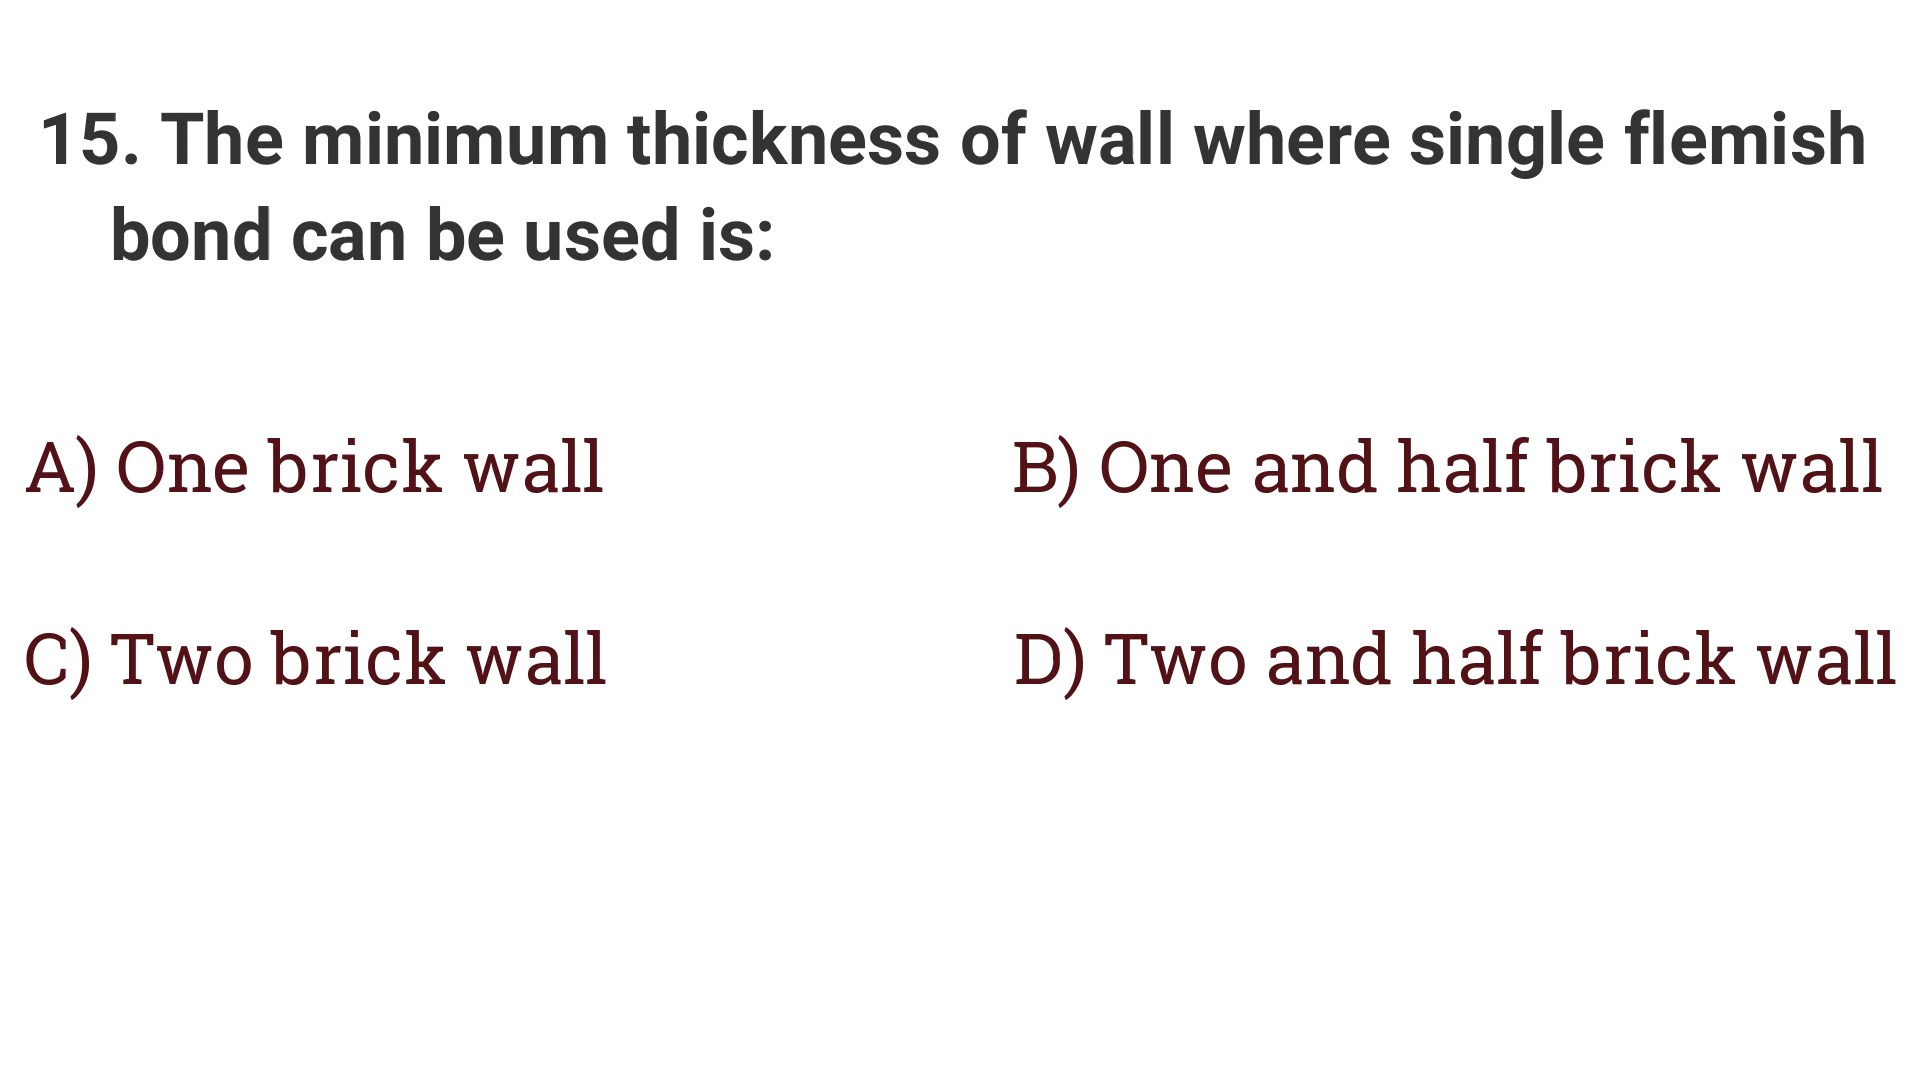 15. The minimum thickness of wall where single flemish
bond can be used is:
A) One brick wall
B) One and half brick wall
C) Two brick wall
D) Two and half brick wall